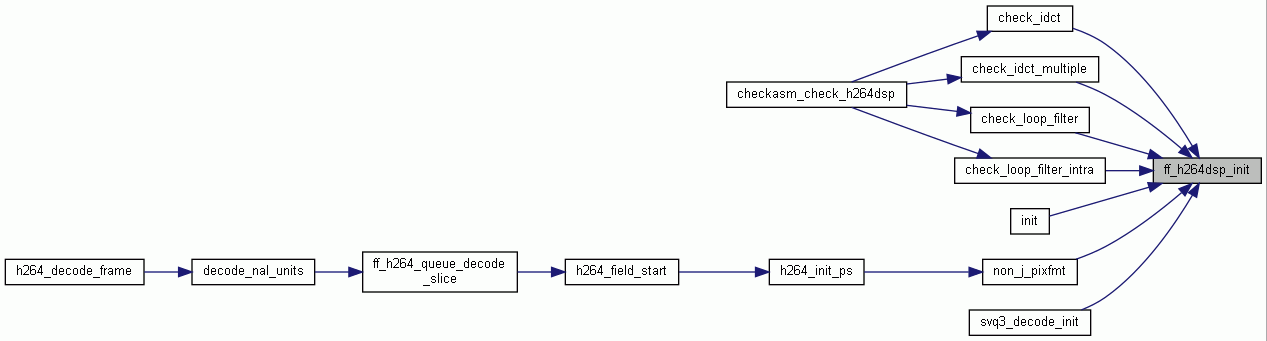 check_idct
check_idct_multiple
checkasm_check_h264dsp
check_loop_filter
check_loop_filter_intra
ff_h264dsp_init
init
h264_decode_frame
decode_nal_units
ff_h264_queue_decode
_slice
h264_field_start
h264_init_ps
non_j_pixfmt
svq3_decode_init